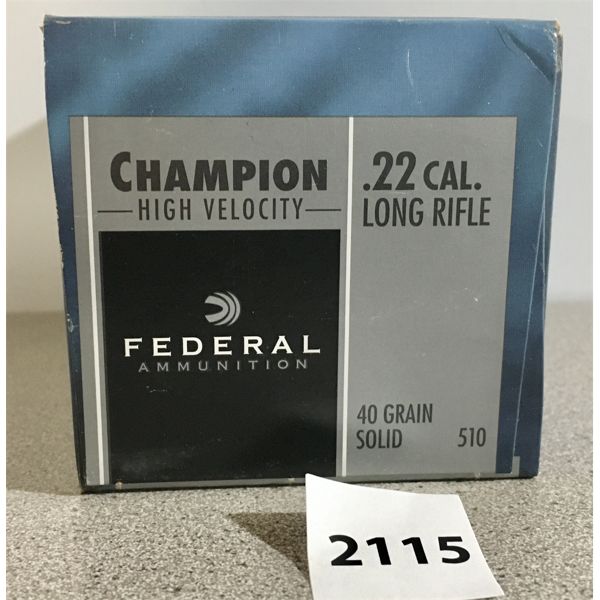 CHAMPION
HIGH VELOCITY
.22 CAL.
LONG RIFLE
FEDERAL
AMMUNITION
40 GRAIN
SOLID 510
2115